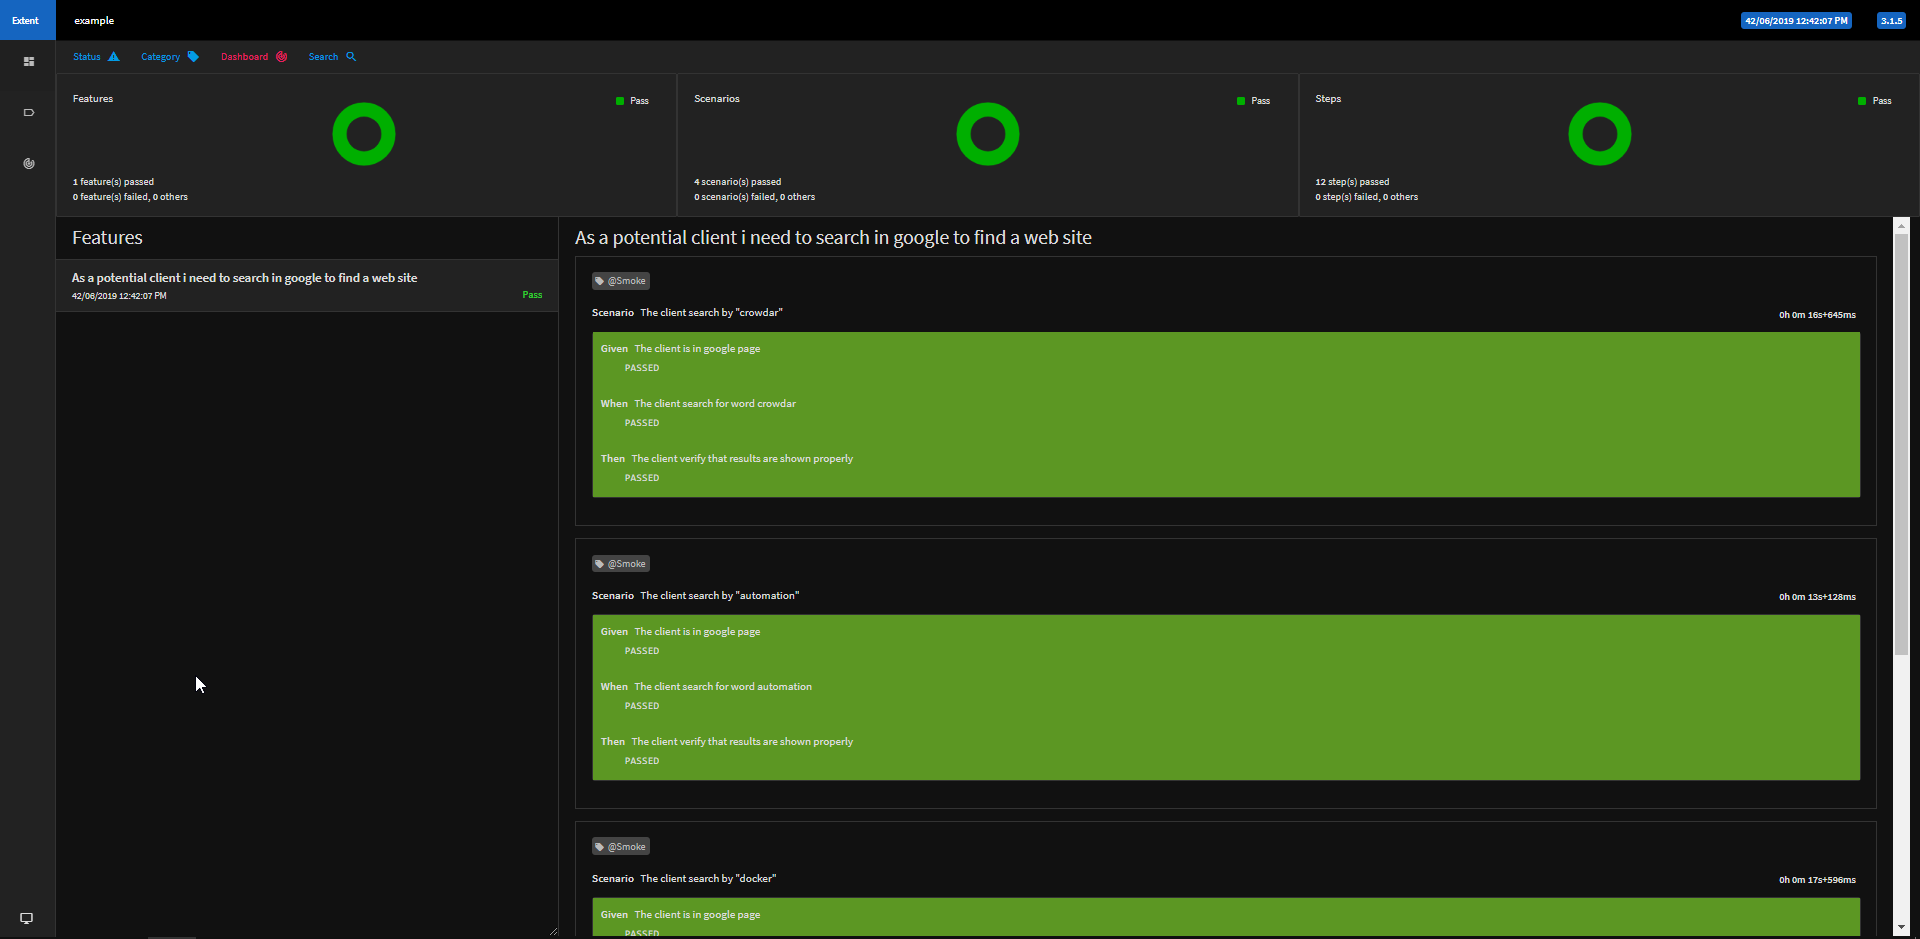 Extent
example
42/06/2019 12:42:07 PM
3.1.5
Status
Category
Dashboard
Search
Features
Pass
1 feature(s) passed
0 feature(s) failed, 0 others
Scenarios
Pass
4 scenario(s) passed
0 scenario(s) failed, 0 others
Steps
Pass
12 step(s) passed
0 step(s) failed, 0 others
Features
As a potential client i need to search in google to find a web site
42/06/2019 12:42:07 PM
Pass
As a potential client i need to search in google to find a web site
@Smoke
Scenario The client search by "crowdar"
0h 0m 16s+645ms
Given The client is in google page
PASSED
When The client search for word crowdar
PASSED
Then The client verify that results are shown properly
PASSED
@Smoke
Scenario The client search by "automation"
0h 0m 13s+128ms
Given The client is in google page
PASSED
When The client search for word automation
PASSED
Then The client verify that results are shown properly
PASSED
@Smoke
Scenario The client search by "docker"
0h 0m 17s+596ms
Given The client is in google page
PASSED